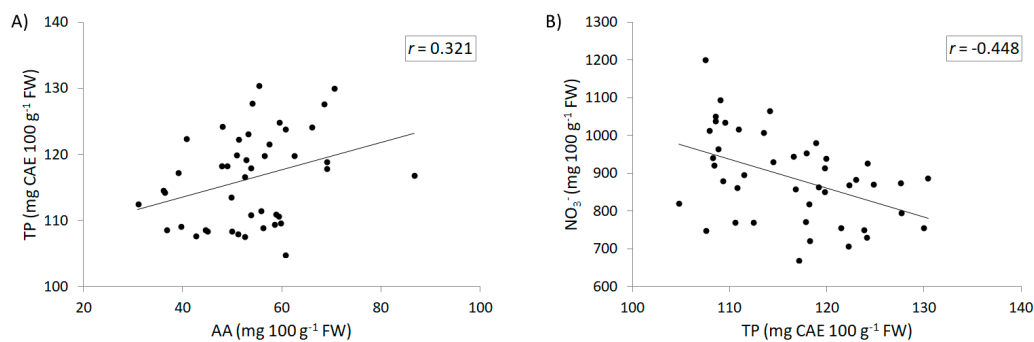 A)
r = 0.321
TP (mg CAE 100 g⁻¹ FW)
140
130
120
110
100
20
40
60
80
100
AA (mg 100 g⁻¹ FW)
B)
r = -0.448
NO₃⁻ (mg 100 g⁻¹ FW)
1300
1200
1100
1000
900
800
700
600
100
110
120
130
140
TP (mg CAE 100 g⁻¹ FW)